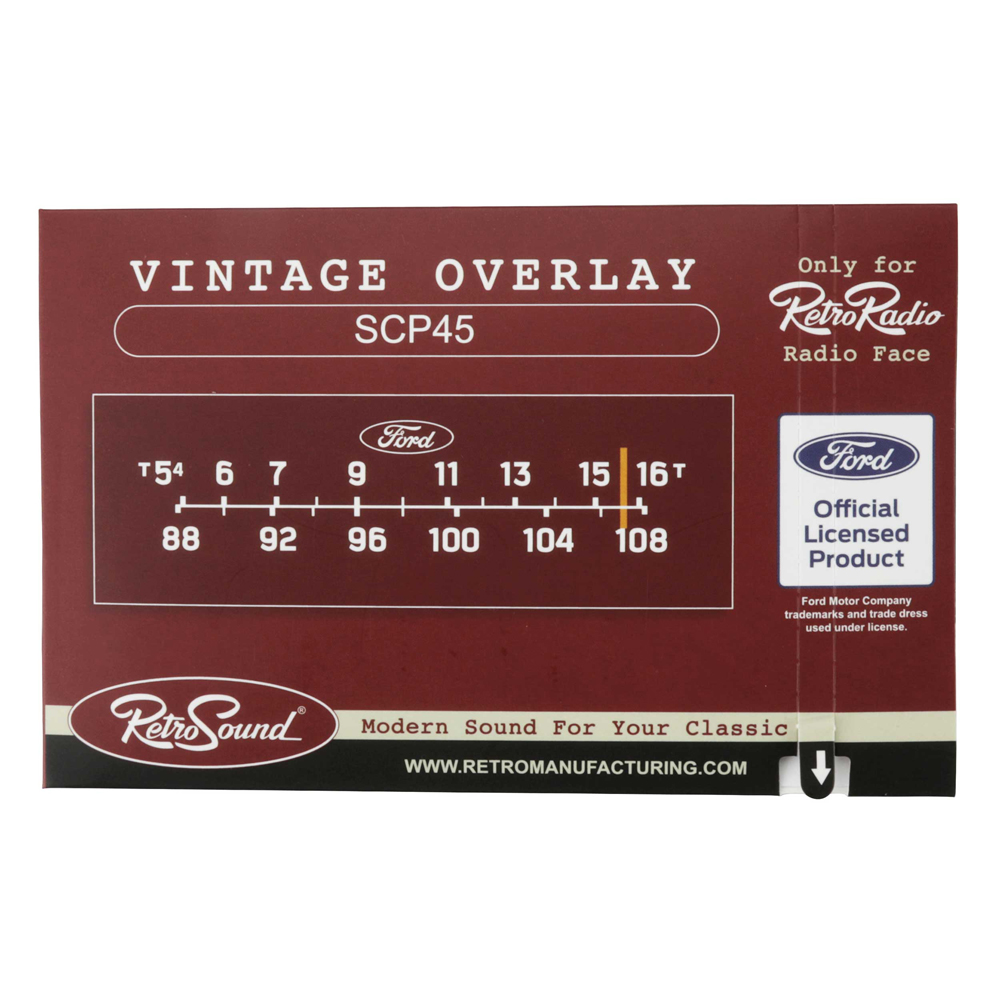 VINTAGE OVERLAY
SCP45
Ford
T 54 6 7 9 11 13 15 16 T
88 92 96 100 104 108
Only for
RetroRadio
Radio Face
Ford
Official
Licensed
Product
Ford Motor Company
trademarks and trade dress
used under license.
RetroSound®
Modern Sound For Your Classic
WWW.RETROMANUFACTURING.COM